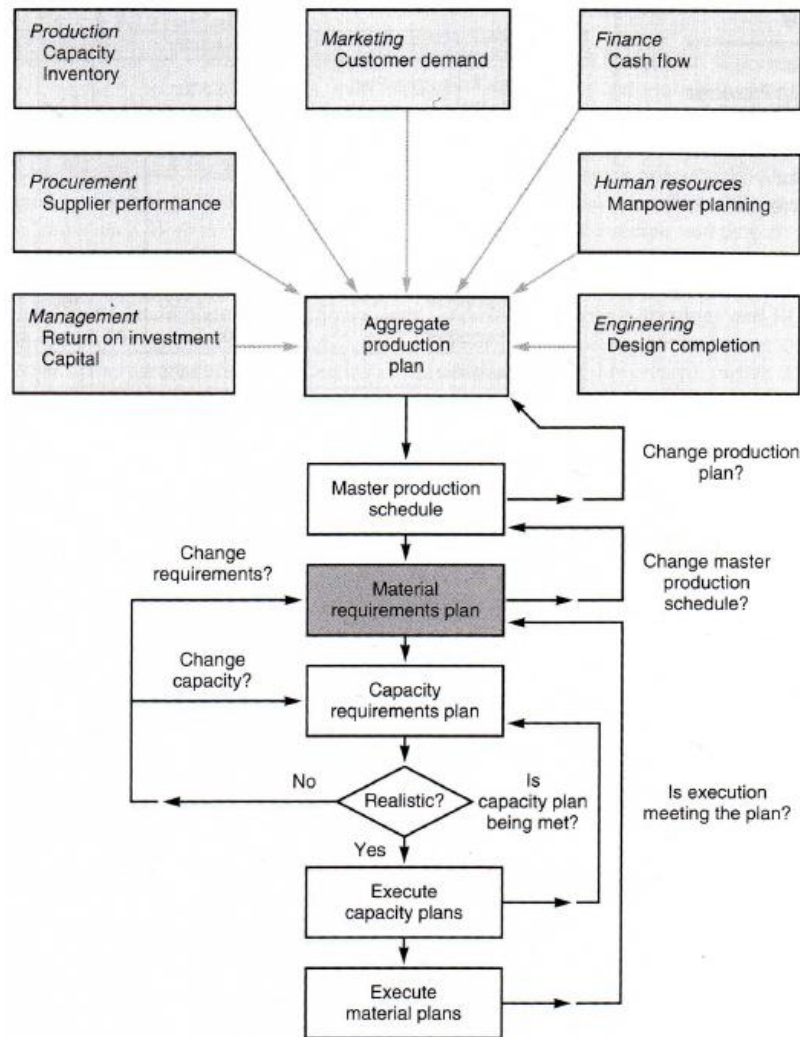 Production
Capacity
Inventory
Marketing
Customer demand
Finance
Cash flow
Procurement
Supplier performance
Human resources
Manpower planning
Management
Return on investment
Capital
Aggregate
production
plan
Engineering
Design completion
Change production
plan?
Master production
schedule
Change
requirements?
Change master
production
schedule?
Material
requirements plan
Change
capacity?
Capacity
requirements plan
No
Realistic?
Is
capacity plan
being met?
Is execution
meeting the plan?
Yes
Execute
capacity plans
Execute
material plans